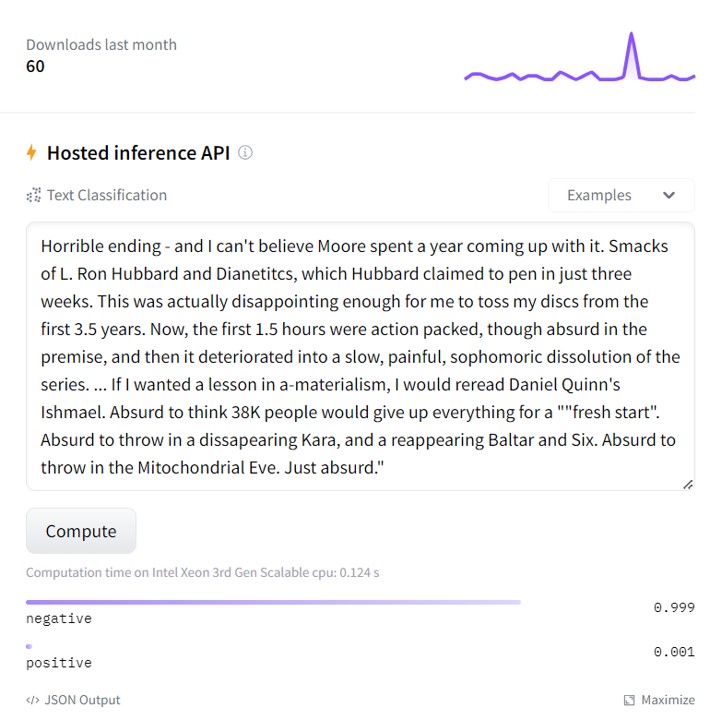 Downloads last month
60
Hosted inference API
Text Classification
Examples
Horrible ending - and I can't believe Moore spent a year coming up with it. Smacks
of L. Ron Hubbard and Dianetitcs, which Hubbard claimed to pen in just three
weeks. This was actually disappointing enough for me to toss my discs from the
first 3.5 years. Now, the first 1.5 hours were action packed, though absurd in the
premise, and then it deteriorated into a slow, painful, sophomoric dissolution of the
series. ... If I wanted a lesson in a-materialism, I would reread Daniel Quinn's
Ishmael. Absurd to think 38K people would give up everything for a ""fresh start".
Absurd to throw in a dissapearing Kara, and a reappearing Baltar and Six. Absurd to
throw in the Mitochondrial Eve. Just absurd."
Compute
Computation time on Intel Xeon 3rd Gen Scalable cpu: 0.124 s
negative 0.999
positive 0.001
</> JSON Output Maximize